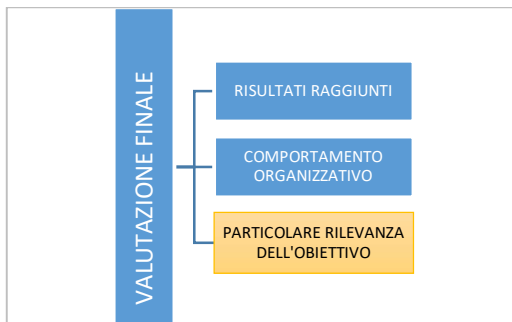 VALUTAZIONE FINALE
RISULTATI RAGGIUNTI
COMPORTAMENTO
ORGANIZZATIVO
PARTICOLARE RILEVANZA
DELL'OBIETTIVO